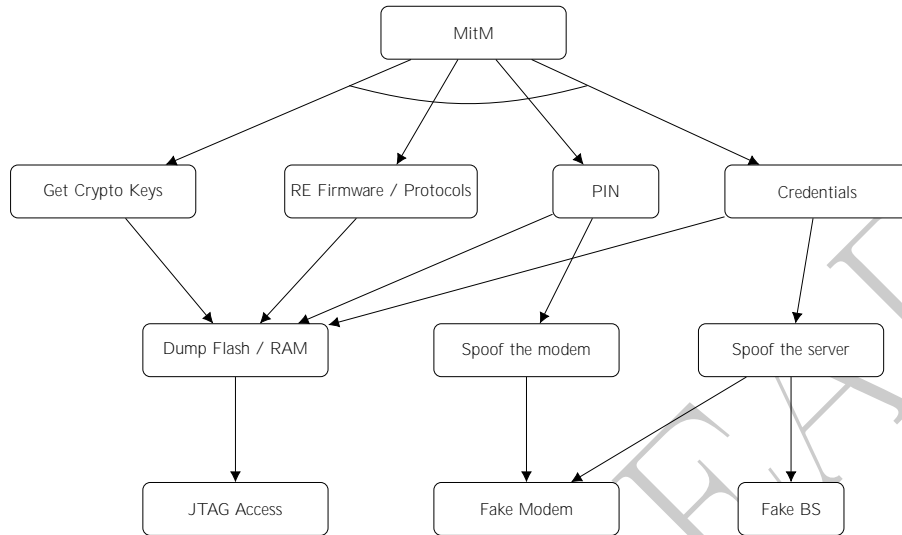 MitM
Get Crypto Keys
RE Firmware / Protocols
PIN
Credentials
Dump Flash / RAM
Spoof the modem
Spoof the server
JTAG Access
Fake Modem
Fake BS